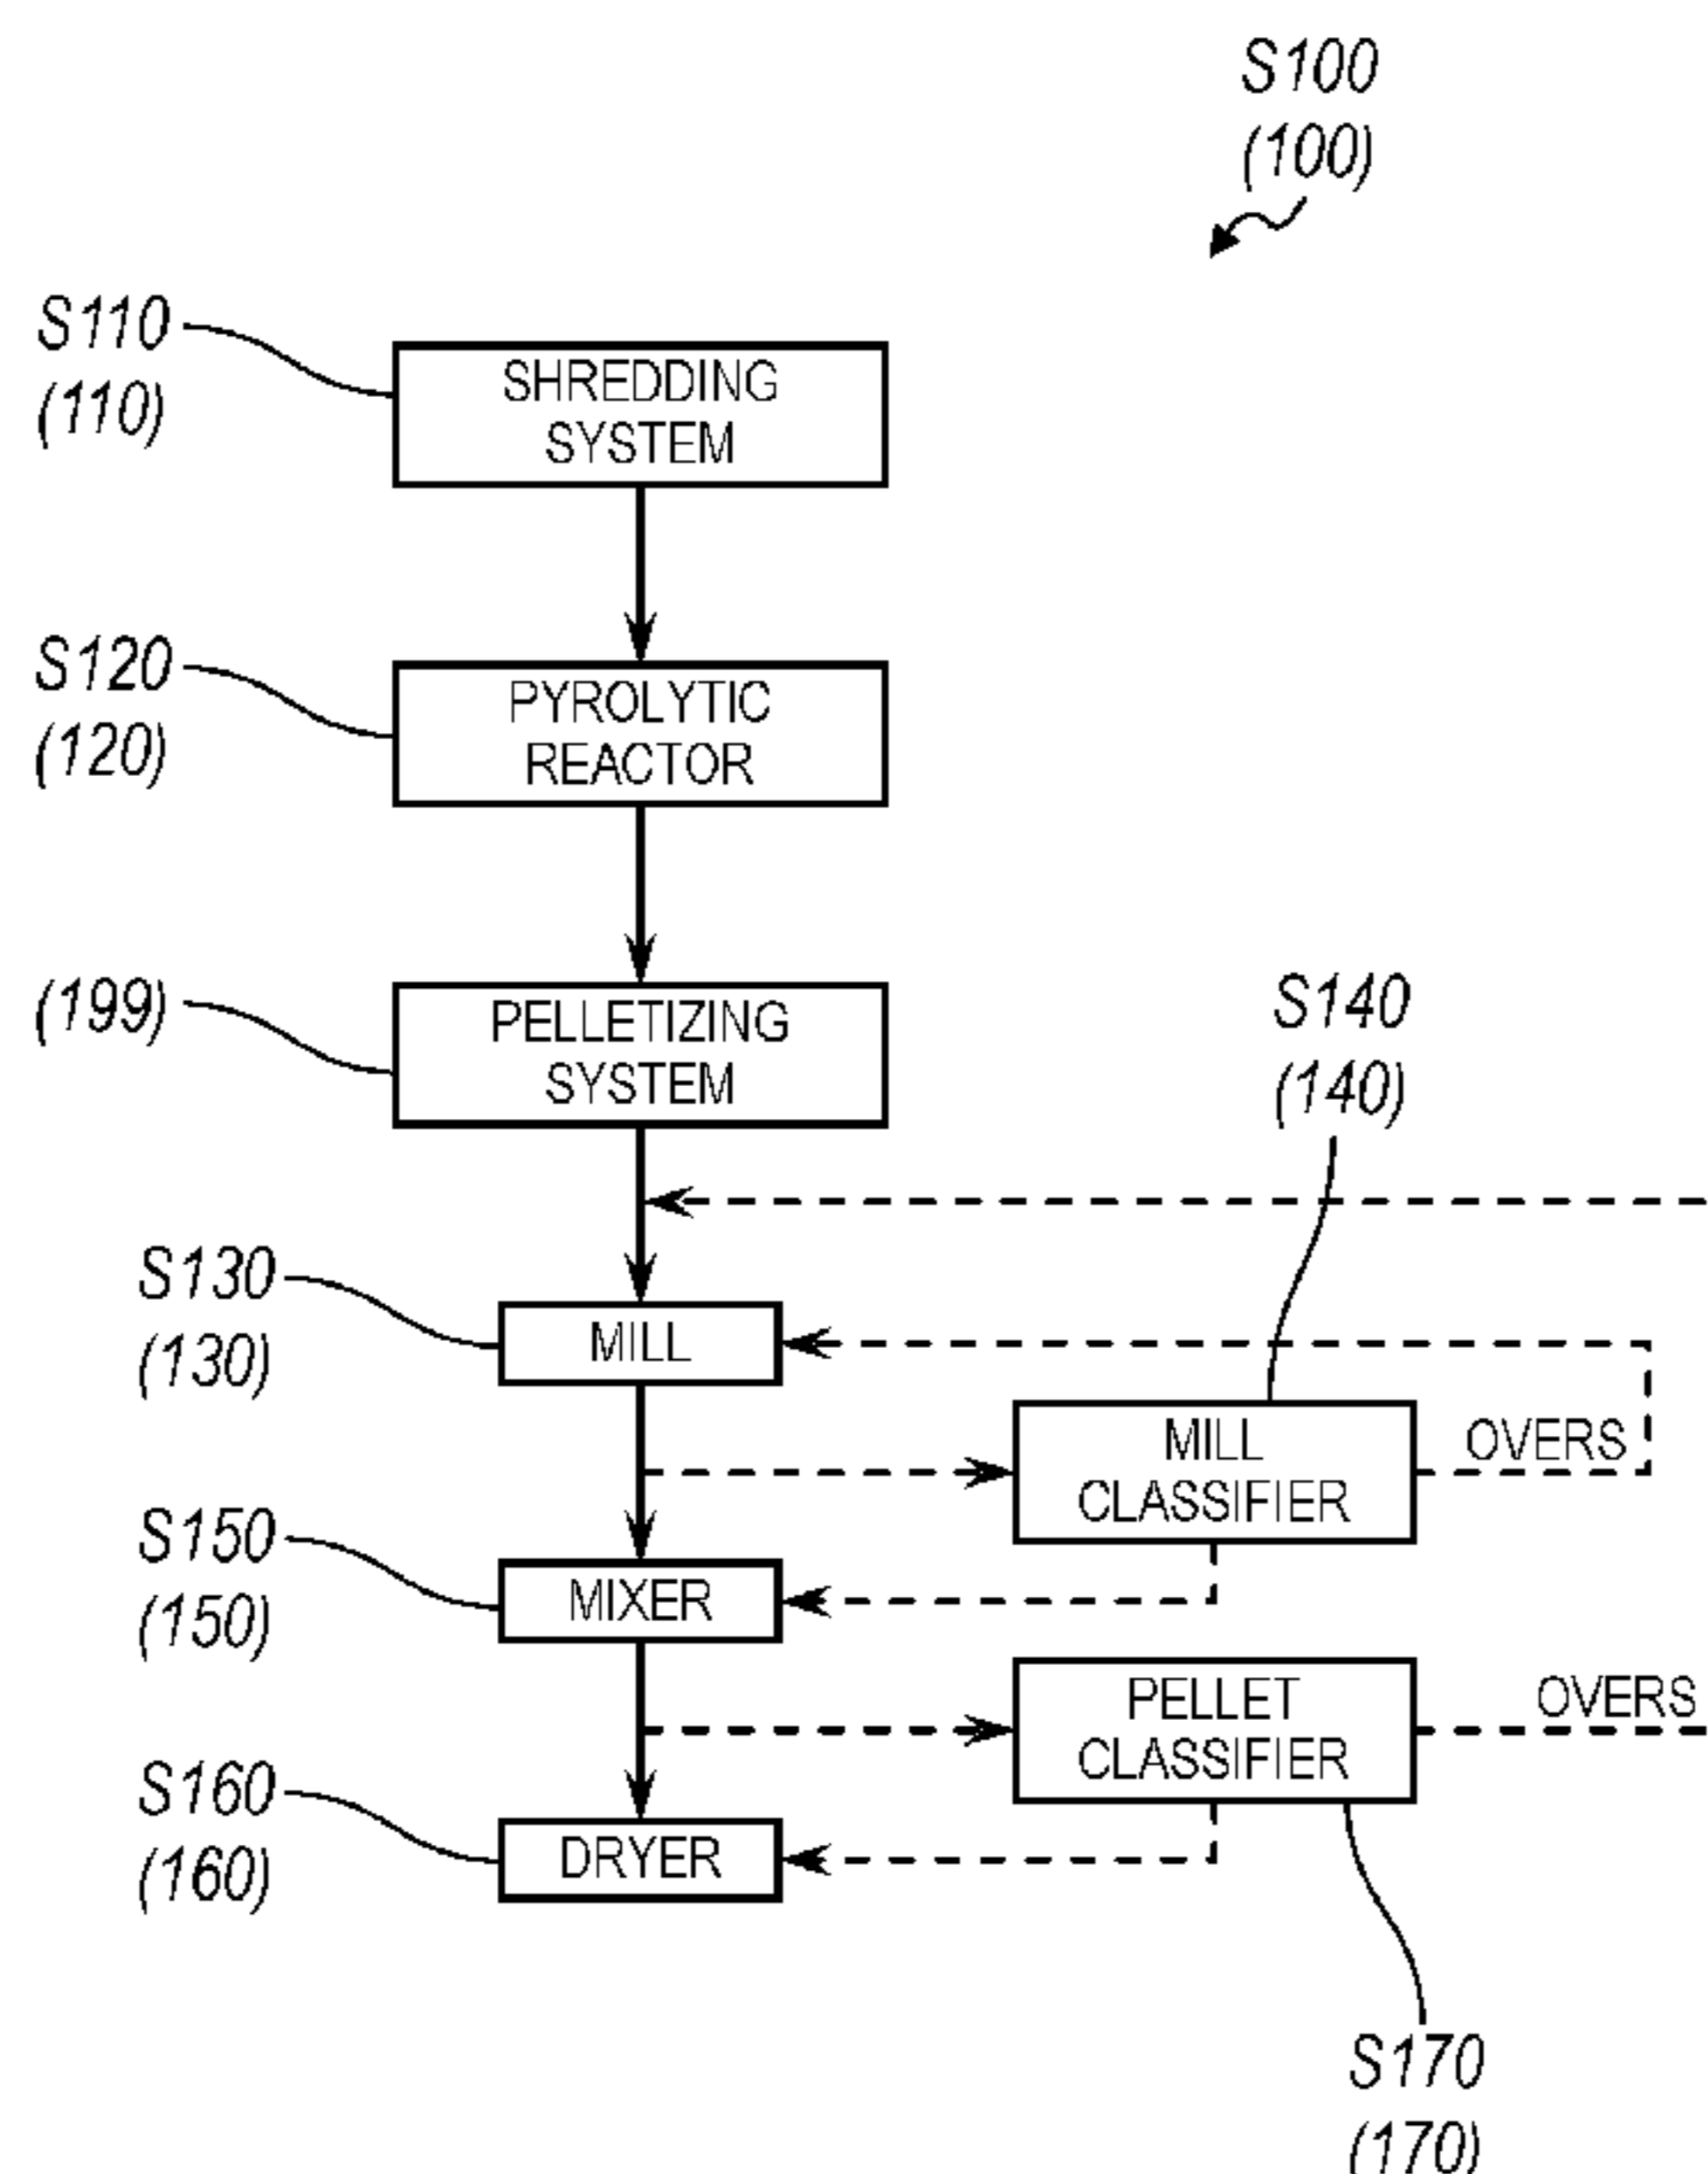 S100
(100)
S110
(110)
SHREDDING
SYSTEM
S120
(120)
PYROLYTIC
REACTOR
(199)
PELLETIZING
SYSTEM
S140
(140)
S130
(130)
MILL
MILL
CLASSIFIER
OVERS
S150
(150)
MIXER
PELLET
CLASSIFIER
OVERS
S160
(160)
DRYER
S170
(170)